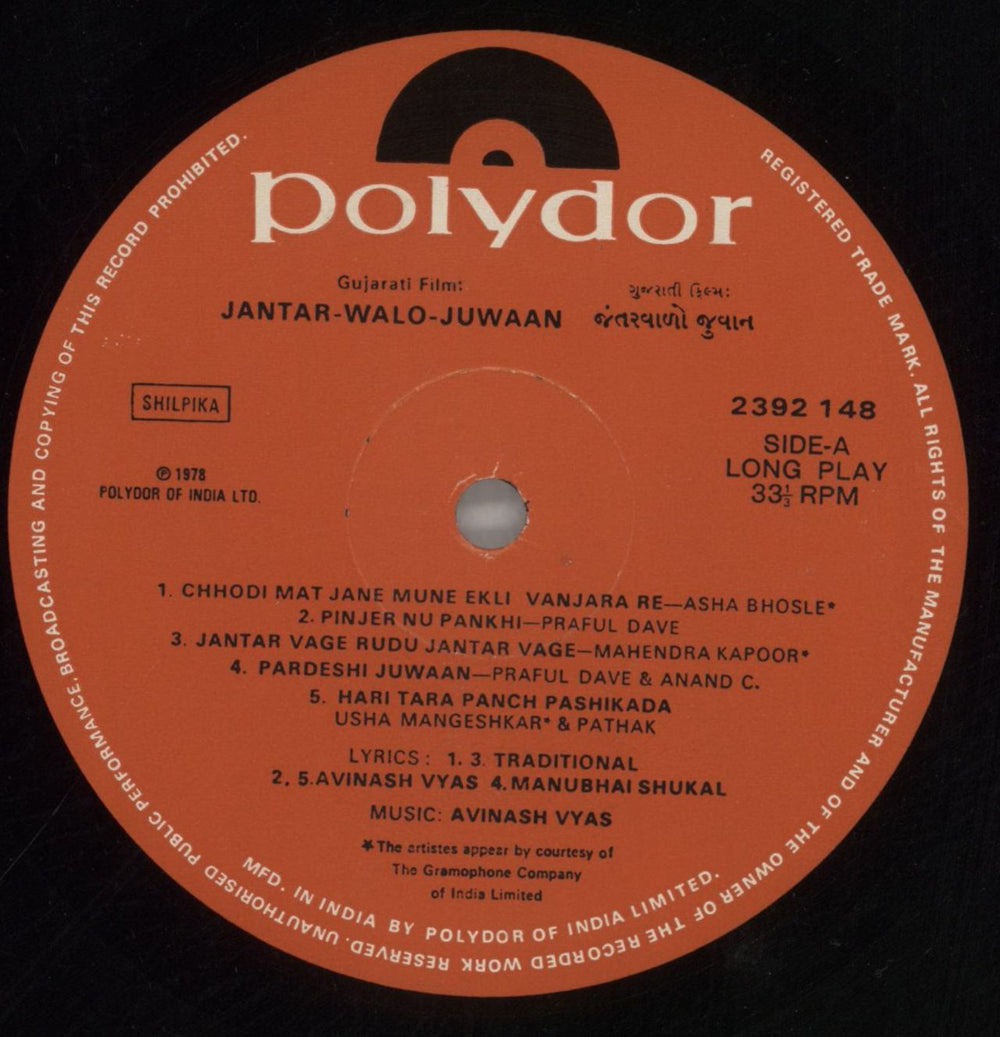 polydor
Gujarati Film:
JANTAR-WALO-JUWAAN
ગુજરાતી ફિલ્મ:
જંતરવાળો જુવાન
SHILPIKA
℗ 1978
POLYDOR OF INDIA LTD.
2392 148
SIDE-A
LONG PLAY
33⅓ RPM
1. CHHODI MAT JANE MUNE EKLI VANJARA RE—ASHA BHOSLE*
2. PINJER NU PANKHI—PRAFUL DAVE
3. JANTAR VAGE RUDU JANTAR VAGE—MAHENDRA KAPOOR*
4. PARDESHI JUWAAN—PRAFUL DAVE & ANAND C.
5. HARI TARA PANCH PASHIKADA
USHA MANGESHKAR* & PATHAK
LYRICS: 1. 3. TRADITIONAL
2, 5.AVINASH VYAS 4.MANUBHAI SHUKAL
MUSIC: AVINASH VYAS
* The artistes appear by courtesy of
The Gramophone Company
of India Limited
MFD. IN INDIA BY POLYDOR OF INDIA LIMITED.
REGISTERED TRADE MARK. ALL RIGHTS OF THE MANUFACTURER AND OF THE OWNER OF THE RECORDED WORK RESERVED. UNAUTHORISED PUBLIC PERFORMANCE, BROADCASTING AND COPYING OF THIS RECORD PROHIBITED.